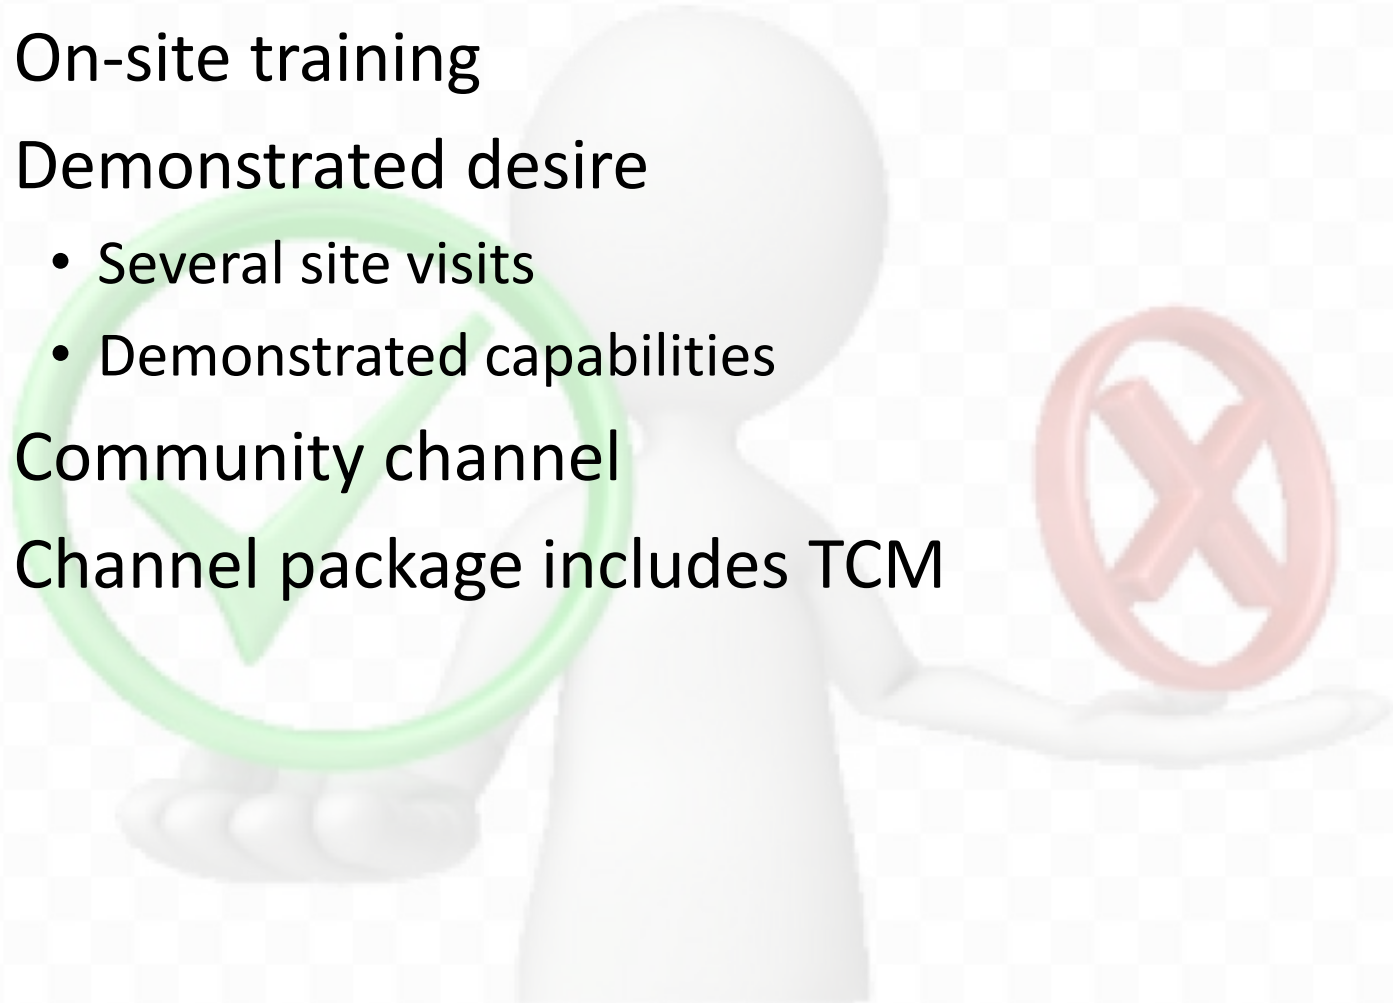 On-site training
Demonstrated desire
• Several site visits
• Demonstrated capabilities
Community channel
Channel package includes TCM